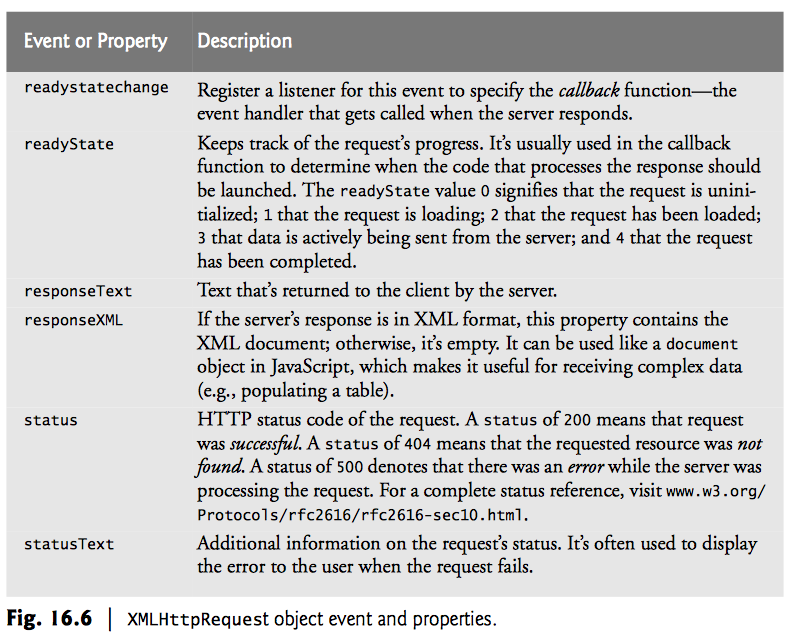 Event or Property Description
readystatechange Register a listener for this event to specify the callback function—the
event handler that gets called when the server responds.
readyState Keeps track of the request’s progress. It’s usually used in the callback
function to determine when the code that processes the response should
be launched. The readyState value 0 signifies that the request is unini-
tialized; 1 that the request is loading; 2 that the request has been loaded;
3 that data is actively being sent from the server; and 4 that the request
has been completed.
responseText Text that’s returned to the client by the server.
responseXML If the server’s response is in XML format, this property contains the
XML document; otherwise, it’s empty. It can be used like a document
object in JavaScript, which makes it useful for receiving complex data
(e.g., populating a table).
status HTTP status code of the request. A status of 200 means that request
was successful. A status of 404 means that the requested resource was not
found. A status of 500 denotes that there was an error while the server was
processing the request. For a complete status reference, visit www.w3.org/
Protocols/rfc2616/rfc2616-sec10.html.
statusText Additional information on the request’s status. It’s often used to display
the error to the user when the request fails.
Fig. 16.6 | XMLHttpRequest object event and properties.